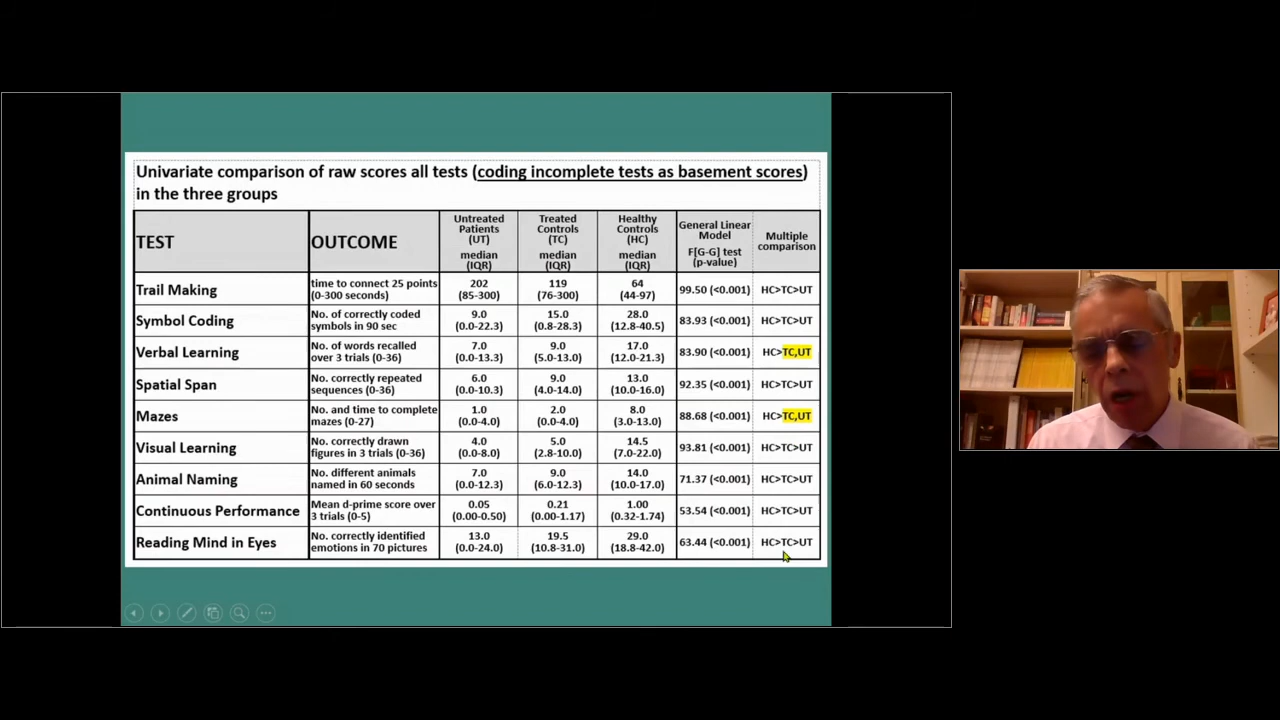 Univariate comparison of raw scores all tests (coding incomplete tests as basement scores)
in the three groups
TEST
OUTCOME
Untreated
Patients
(UT)
median
(IQR)
Treated
Controls
(TC)
median
(IQR)
Healthy
Controls
(HC)
median
(IQR)
General Linear
Model
F[G-G] test
(p-value)
Multiple
comparison
Trail Making
time to connect 25 points
(0-300 seconds)
202
(85-300)
119
(76-300)
64
(44-97)
99.50 (<0.001)
HC>TC>UT
Symbol Coding
No. of correctly coded
symbols in 90 sec
9.0
(0.0-22.3)
15.0
(0.8-28.3)
28.0
(12.8-40.5)
83.93 (<0.001)
HC>TC>UT
Verbal Learning
No. of words recalled
over 3 trials (0-36)
7.0
(0.0-13.3)
9.0
(5.0-13.0)
17.0
(12.0-21.3)
83.90 (<0.001)
HC>TC,UT
Spatial Span
No. correctly repeated
sequences (0-36)
6.0
(0.0-10.3)
9.0
(4.0-14.0)
13.0
(10.0-16.0)
92.35 (<0.001)
HC>TC>UT
Mazes
No. and time to complete
mazes (0-27)
1.0
(0.0-4.0)
2.0
(0.0-4.0)
8.0
(3.0-13.0)
88.68 (<0.001)
HC>TC,UT
Visual Learning
No. correctly drawn
figures in 3 trials (0-36)
4.0
(0.0-8.0)
5.0
(2.8-10.0)
14.5
(7.0-22.0)
93.81 (<0.001)
HC>TC>UT
Animal Naming
No. different animals
named in 60 seconds
7.0
(0.0-12.3)
9.0
(6.0-12.3)
14.0
(10.0-17.0)
71.37 (<0.001)
HC>TC>UT
Continuous Performance
Mean d-prime score over
3 trials (0-5)
0.05
(0.00-0.50)
0.21
(0.00-1.17)
1.00
(0.32-1.74)
53.54 (<0.001)
HC>TC>UT
Reading Mind in Eyes
No. correctly identified
emotions in 70 pictures
13.0
(0.0-24.0)
19.5
(10.8-31.0)
29.0
(18.8-42.0)
63.44 (<0.001)
HC>TC>UT